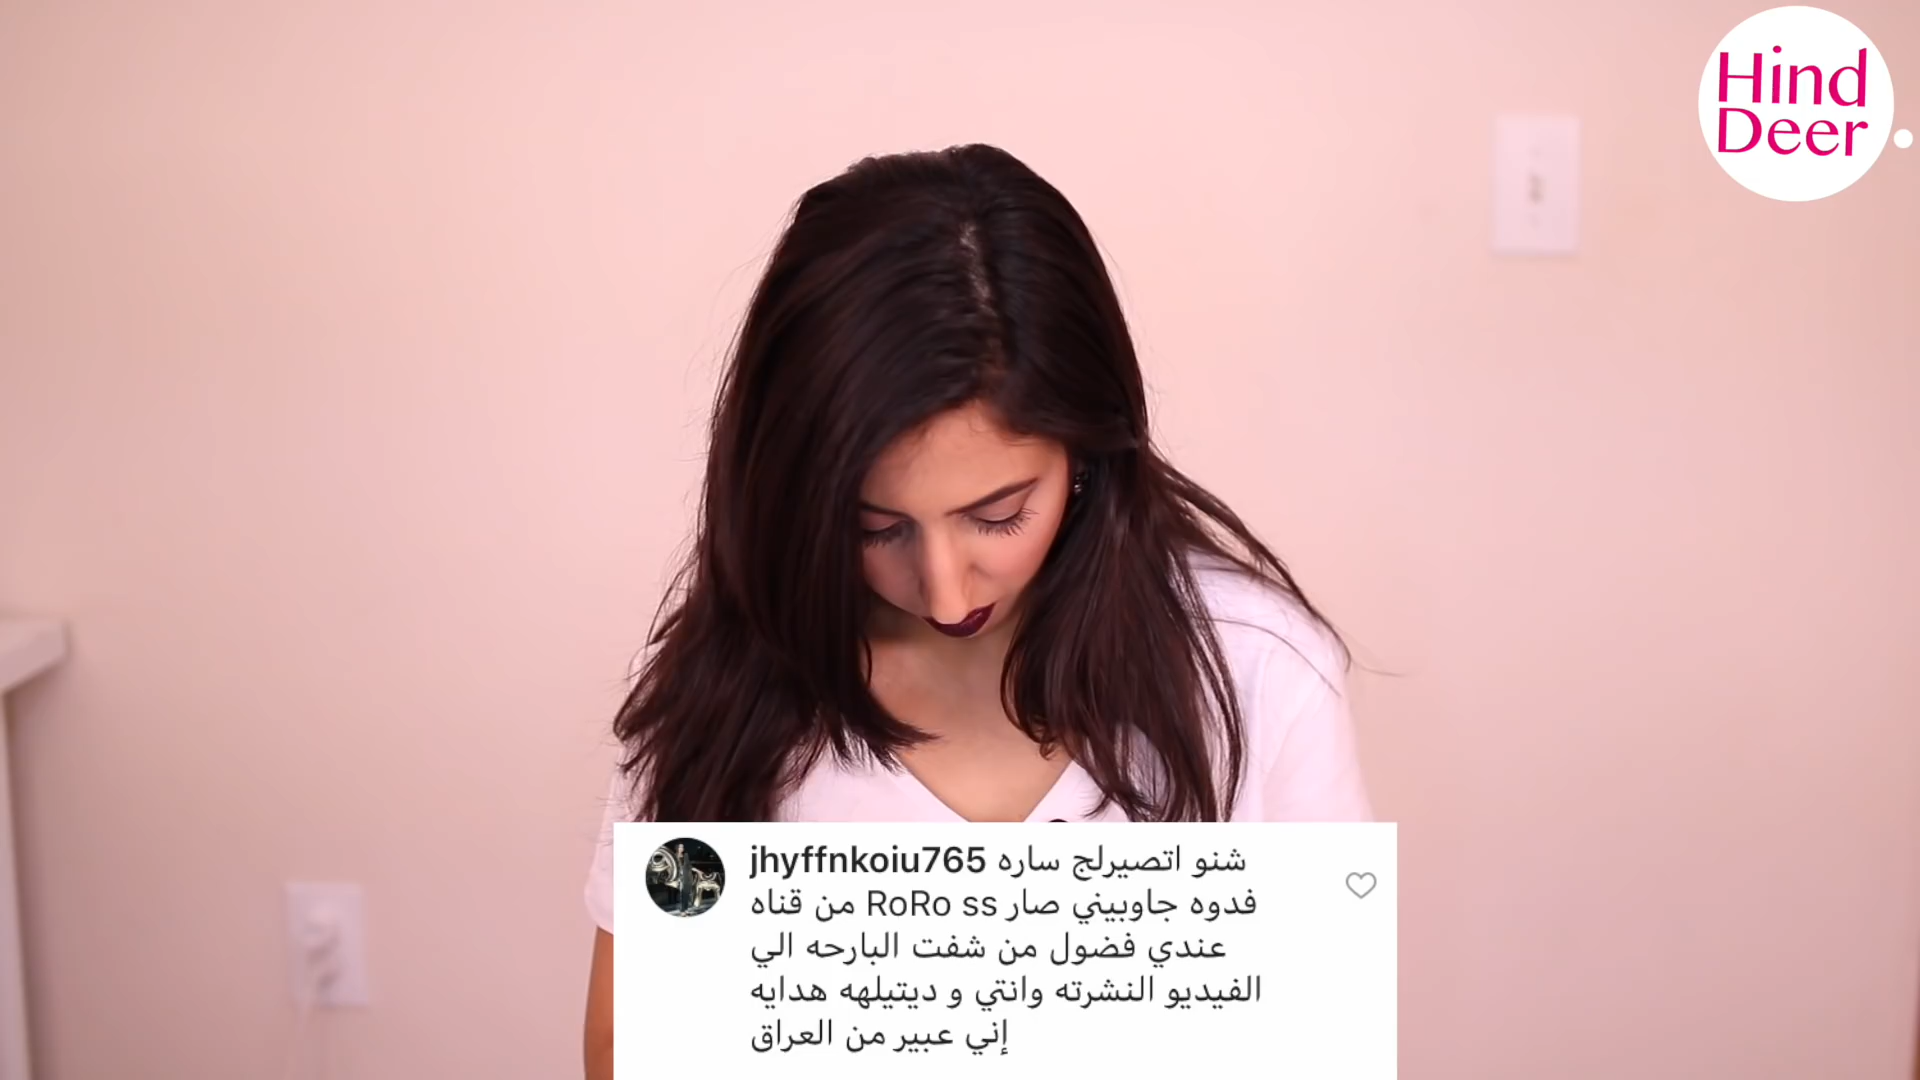 Hind
Deer
jhyffnkoiu765 شنو اتصيرلج ساره
من قناه RoRo ss فدوه جاوبيني صار
عندي فضول من شفت البارحه الي
الفيديو النشرته وانتي و ديتيلهه هدايه
إني عبير من العراق